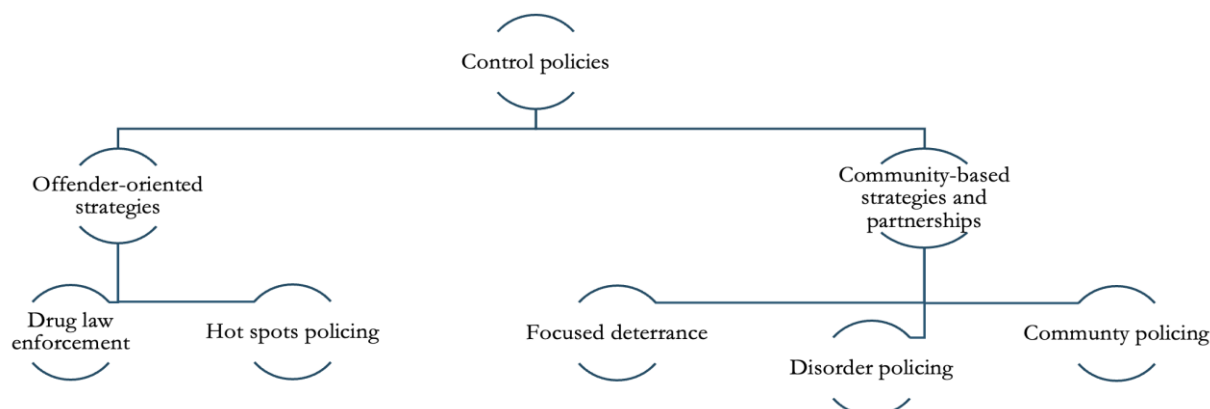 Control policies
Offender-oriented
strategies
Community-based
strategies and
partnerships
Drug law
enforcement
Hot spots policing
Focused deterrance
Disorder policing
Communty policing